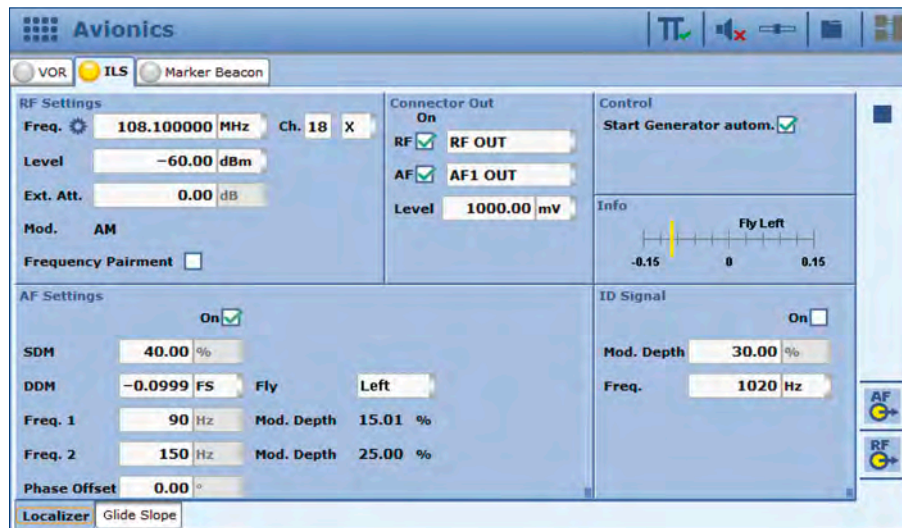 Avionics
VOR ILS Marker Beacon
RF Settings
Freq. 108.100000 MHz Ch. 18 X
Level -60.00 dBm
Ext. Att. 0.00 dB
Mod. AM
Frequency Pairment
Connector Out
On
RF RF OUT
AF AF1 OUT
Level 1000.00 mV
Control
Start Generator autom.
Info
Fly Left
-0.15 0 0.15
AF Settings
On
SDM 40.00 %
DDM -0.0999 FS Fly Left
Freq. 1 90 Hz Mod. Depth 15.01 %
Freq. 2 150 Hz Mod. Depth 25.00 %
Phase Offset 0.00 °
ID Signal
On
Mod. Depth 30.00 %
Freq. 1020 Hz
AF
RF
Localizer Glide Slope